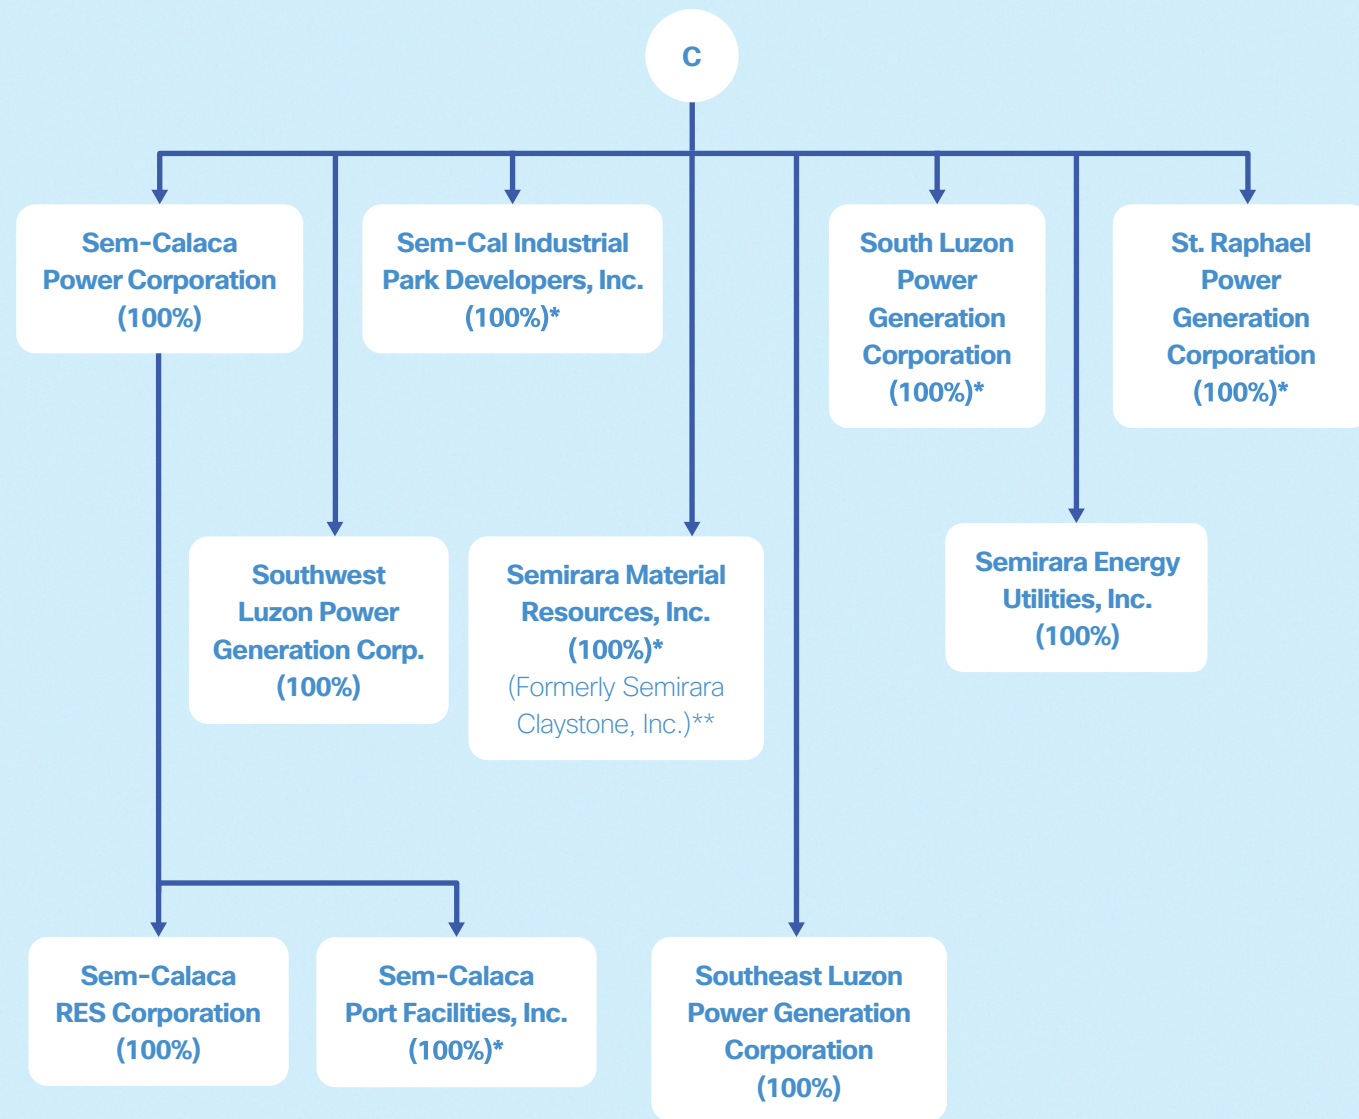 C
Sem-Calaca
Power Corporation
(100%)
Sem-Cal Industrial
Park Developers, Inc.
(100%)*
South Luzon
Power
Generation
Corporation
(100%)*
St. Raphael
Power
Generation
Corporation
(100%)*
Southwest
Luzon Power
Generation Corp.
(100%)
Semirara Material
Resources, Inc.
(100%)*
(Formerly Semirara
Claystone, Inc.)**
Semirara Energy
Utilities, Inc.
(100%)
Sem-Calaca
RES Corporation
(100%)
Sem-Calaca
Port Facilities, Inc.
(100%)*
Southeast Luzon
Power Generation
Corporation
(100%)